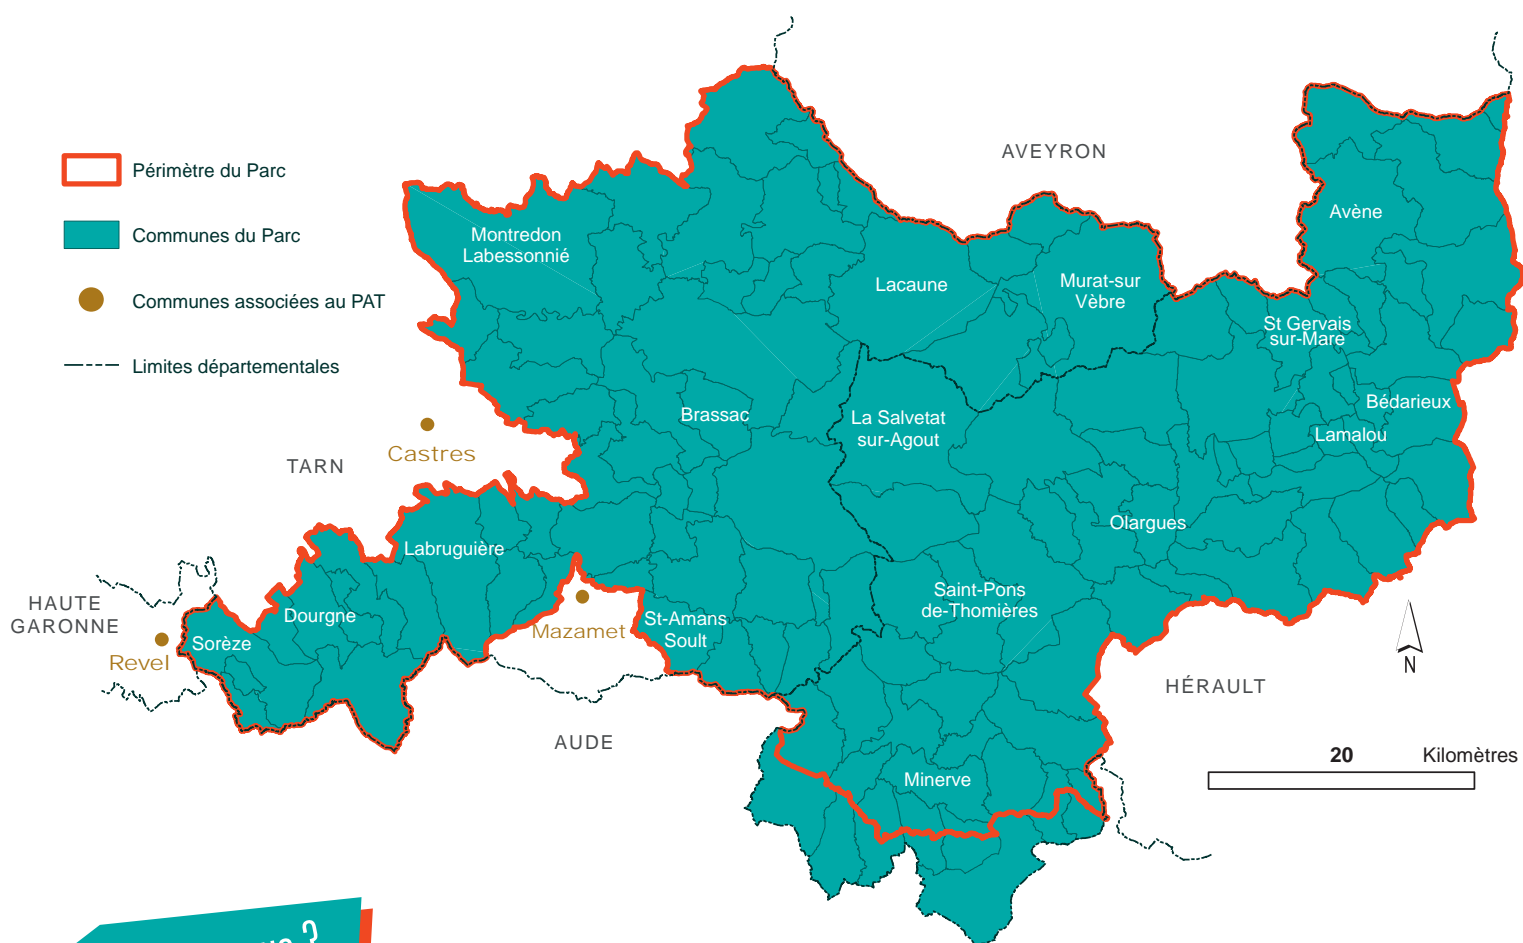 Périmètre du Parc
Communes du Parc
Communes associées au PAT
Limites départementales
AVEYRON
Avène
Montredon
Labessonnié
Lacaune
Murat-sur
Vèbre
St Gervais
sur-Mare
Bédarieux
Lamalou
Brassac
La Salvetat
sur-Agout
Castres
TARN
Olargues
Labruguière
Saint-Pons
de-Thomières
HAUTE
GARONNE
Dourgne
Sorèze
Revel
Mazamet
St-Amans
Soult
N
HÉRAULT
AUDE
Minerve
20 Kilomètres
?